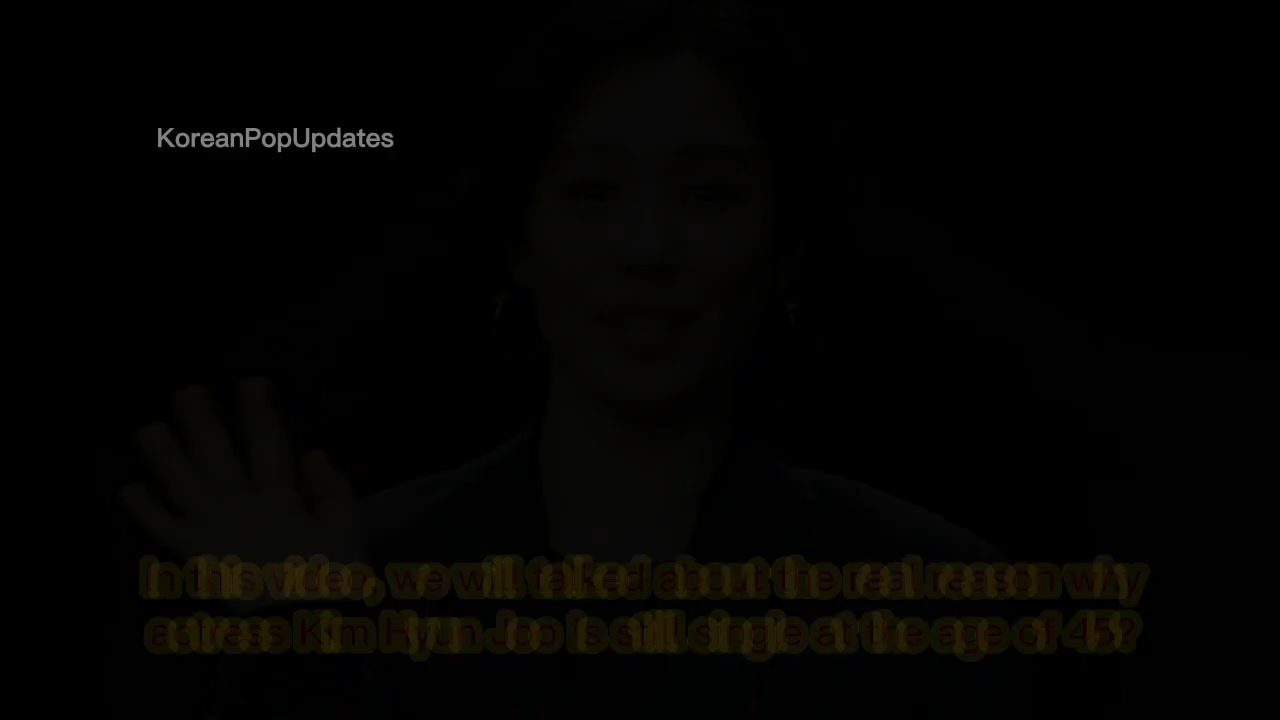 KoreanPopUpdates
In this video, we will talked about the real reason why
actress Kim Hyun Joo is still single at the age of 45?